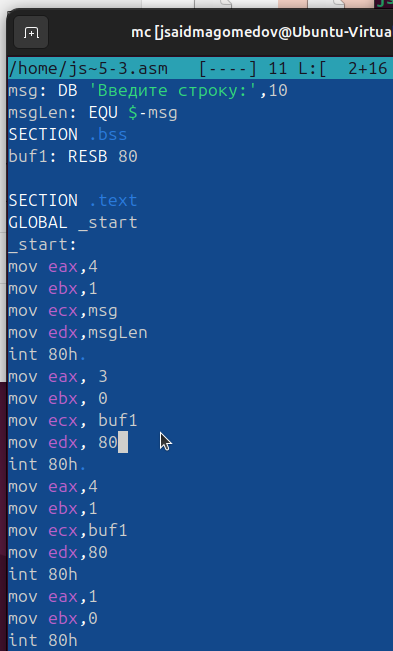 mc [jsaidmagomedov@Ubuntu-Virtua
/home/js~5-3.asm [----] 11 L:[ 2+16
msg: DB 'Введите строку:',10
msgLen: EQU $-msg
SECTION .bss
buf1: RESB 80
SECTION .text
GLOBAL _start
_start:
mov eax,4
mov ebx,1
mov ecx,msg
mov edx,msgLen
int 80h.
mov eax, 3
mov ebx, 0
mov ecx, buf1
mov edx, 80
int 80h.
mov eax,4
mov ebx,1
mov ecx,buf1
mov edx,80
int 80h
mov eax,1
mov ebx,0
int 80h